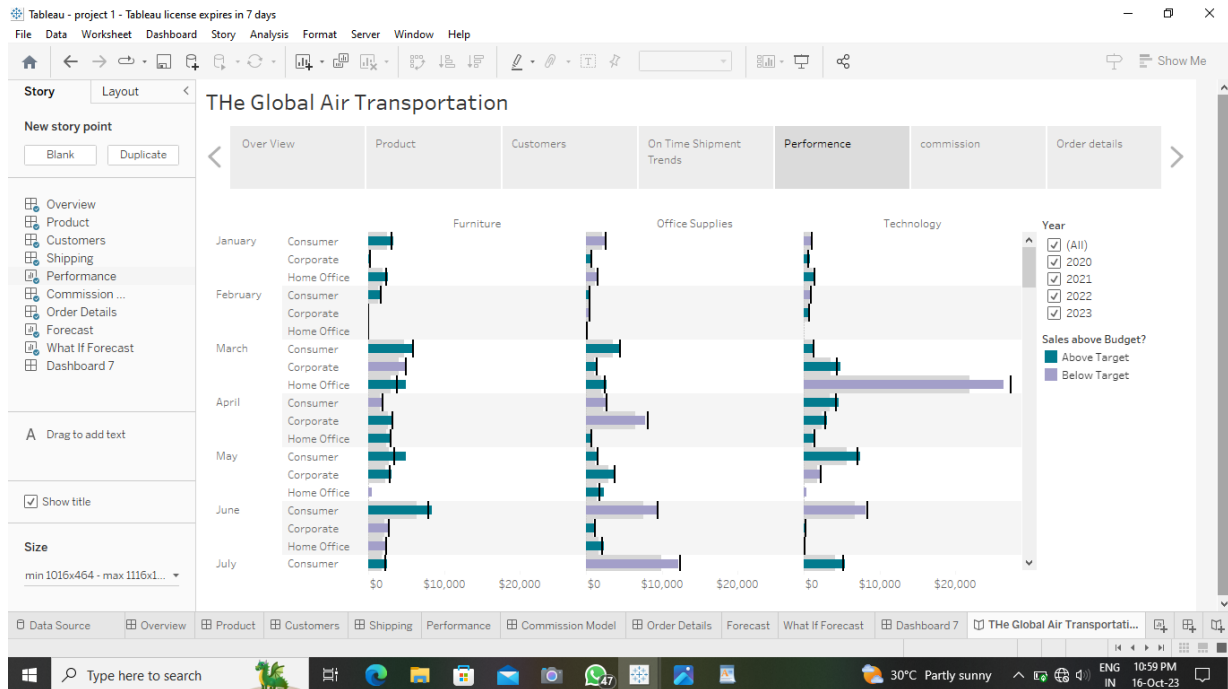 Tableau - project 1 - Tableau license expires in 7 days
File Data Worksheet Dashboard Story Analysis Format Server Window Help
Show Me
Story Layout
New story point
Blank Duplicate
Overview
Product
Customers
Shipping
Performance
Commission ...
Order Details
Forecast
What If Forecast
Dashboard 7
A Drag to add text
Show title
Size
min 1016x464 - max 1116x1...
THe Global Air Transportation
Over View
Product
Customers
On Time Shipment
Trends
Performence
commission
Order details
Furniture Office Supplies Technology
January Consumer
Corporate
Home Office
February Consumer
Corporate
Home Office
March Consumer
Corporate
Home Office
April Consumer
Corporate
Home Office
May Consumer
Corporate
Home Office
June Consumer
Corporate
Home Office
July Consumer
$0 $10,000 $20,000 $0 $10,000 $20,000 $0 $10,000 $20,000
Year
(All)
2020
2021
2022
2023
Sales above Budget?
Above Target
Below Target
Data Source Overview Product Customers Shipping Performance Commission Model Order Details Forecast What If Forecast Dashboard 7 THe Global Air Transportati...
Type here to search
47
30°C Partly sunny
ENG
IN
10:59 PM
16-Oct-23